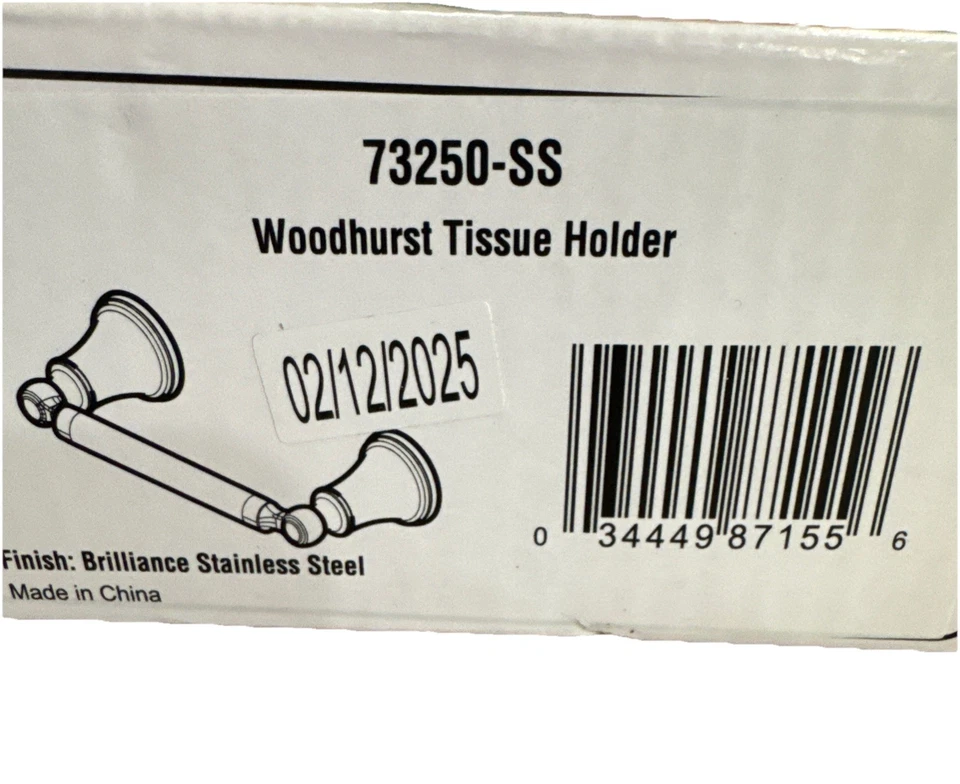 73250-SS
Woodhurst Tissue Holder
02/12/2025
0 34449 87155 6
Finish: Brilliance Stainless Steel
Made in China